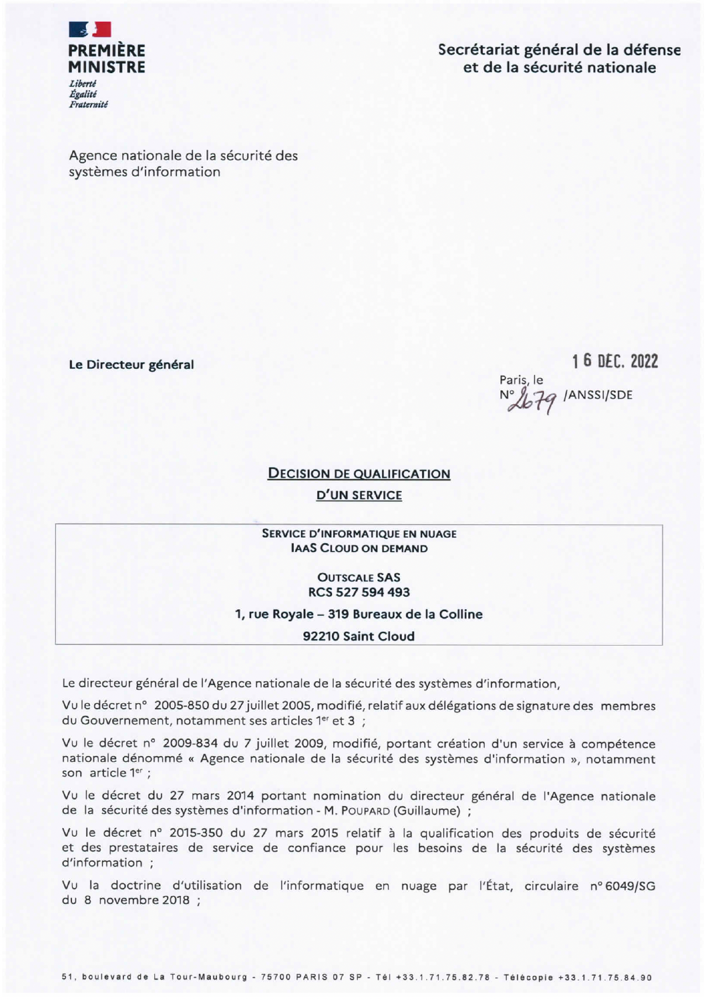 PREMIÈRE
MINISTRE
Liberté
Égalité
Fraternité
Secrétariat général de la défense
et de la sécurité nationale
Agence nationale de la sécurité des
systèmes d'information
Le Directeur général
16 DEC. 2022
Paris, le
N° 2679 /ANSSI/SDE
DECISION DE QUALIFICATION
D'UN SERVICE
SERVICE D'INFORMATIQUE EN NUAGE
IAAS CLOUD ON DEMAND
OUTSCALE SAS
RCS 527 594 493
1, rue Royale – 319 Bureaux de la Colline
92210 Saint Cloud
Le directeur général de l'Agence nationale de la sécurité des systèmes d'information,
Vu le décret n° 2005-850 du 27 juillet 2005, modifié, relatif aux délégations de signature des membres
du Gouvernement, notamment ses articles 1er et 3 ;
Vu le décret n° 2009-834 du 7 juillet 2009, modifié, portant création d'un service à compétence
nationale dénommé « Agence nationale de la sécurité des systèmes d'information », notamment
son article 1er ;
Vu le décret du 27 mars 2014 portant nomination du directeur général de l'Agence nationale
de la sécurité des systèmes d'information - M. POUPARD (Guillaume) ;
Vu le décret n° 2015-350 du 27 mars 2015 relatif à la qualification des produits de sécurité
et des prestataires de service de confiance pour les besoins de la sécurité des systèmes
d'information ;
Vu la doctrine d'utilisation de l'informatique en nuage par l'État, circulaire n° 6049/SG
du 8 novembre 2018 ;
51, boulevard de La Tour-Maubourg - 75700 PARIS 07 SP - Tél +33.1.71.75.82.78 - Télécopie +33.1.71.75.84.90